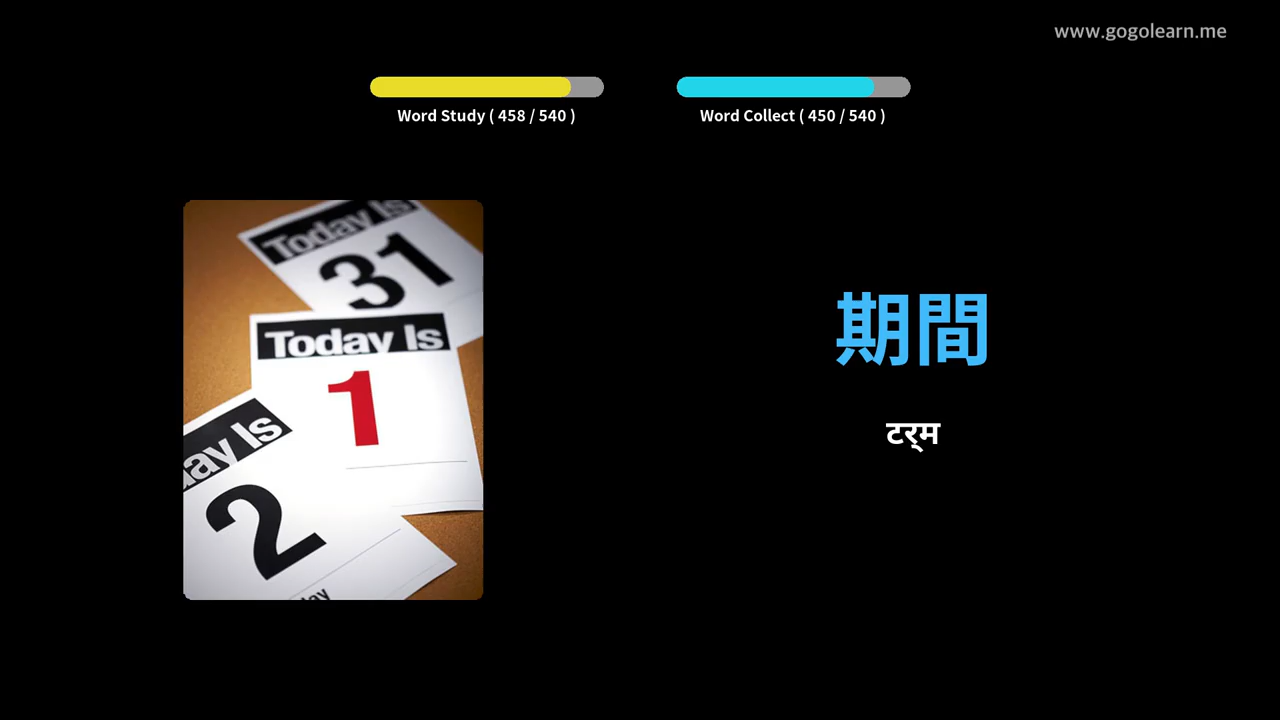 www.gogolearn.me
Word Study ( 458 / 540 )
Word Collect ( 450 / 540 )
Today Is
31
Today Is
1
ay Is
2
ay
期間
टर्‌म